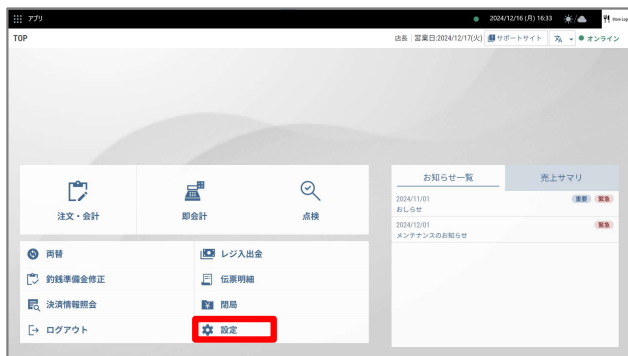 アプリ
2024/12/16 (月) 16:33
Store Logo
TOP
店長 営業日:2024/12/17(火) サポートサイト オンライン
お知らせ一覧
売上サマリ
2024/11/01 重要 緊急
おしらせ
2024/12/01 緊急
メンテナンスのお知らせ
注文・会計
即会計
点検
両替
レジ入出金
釣銭準備金修正
伝票明細
決済情報照会
閉局
ログアウト
設定